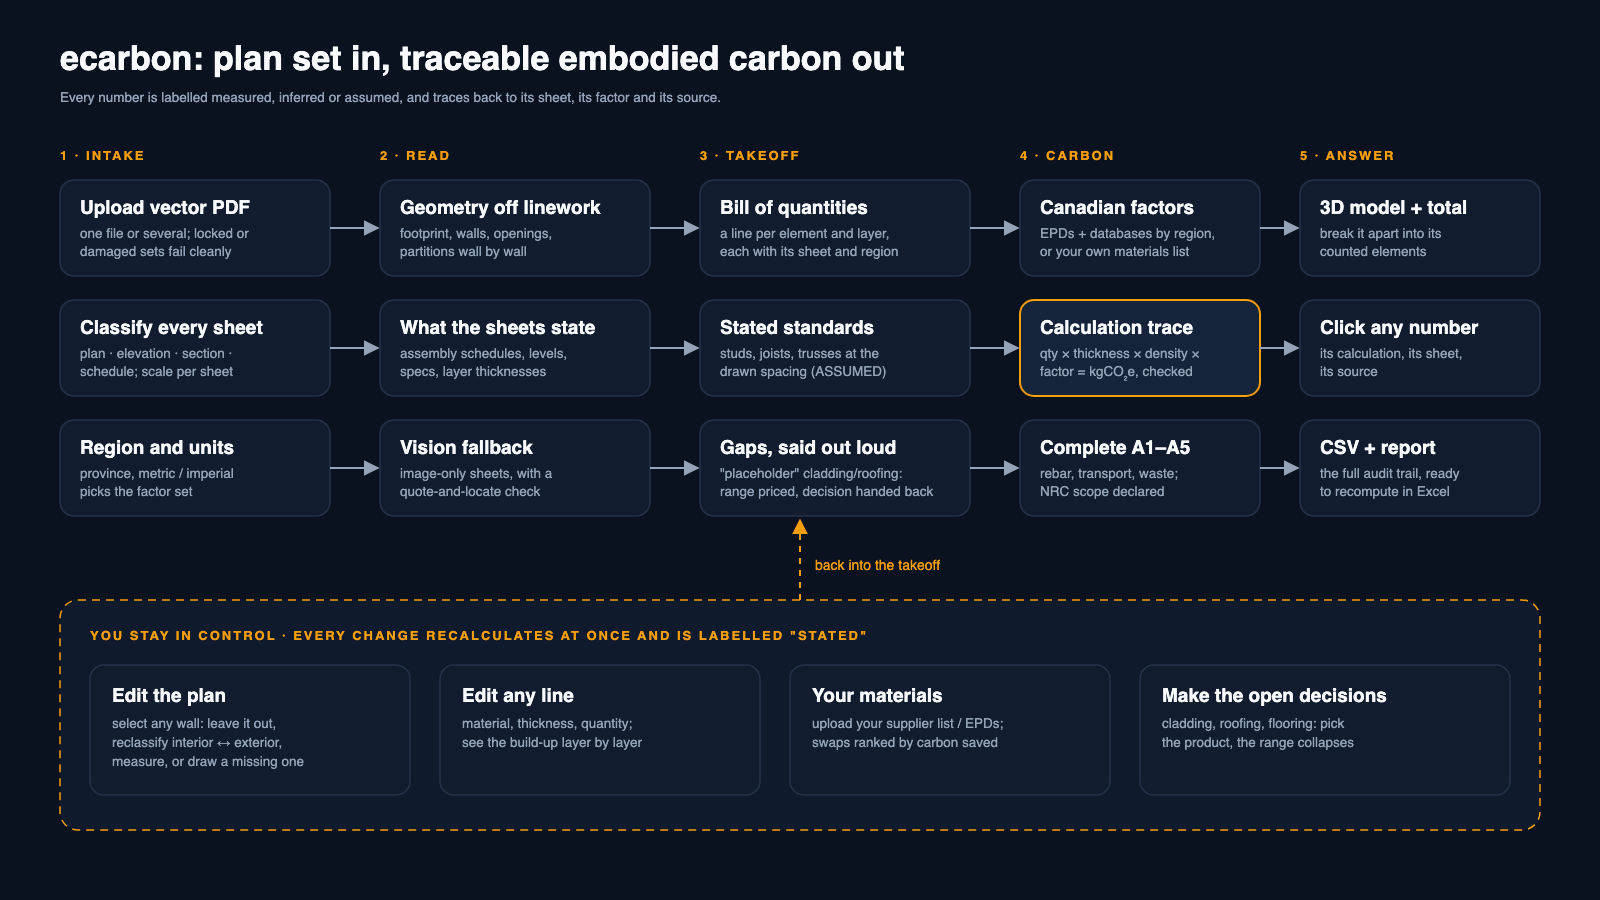 ecarbon: plan set in, traceable embodied carbon out
Every number is labelled measured, inferred or assumed, and traces back to its sheet, its factor and its source.
1 · INTAKE
2 · READ
3 · TAKEOFF
4 · CARBON
5 · ANSWER
Upload vector PDF
one file or several; locked or
damaged sets fail cleanly
Geometry off linework
footprint, walls, openings,
partitions wall by wall
Bill of quantities
a line per element and layer,
each with its sheet and region
Canadian factors
EPDs + databases by region,
or your own materials list
3D model + total
break it apart into its
counted elements
Classify every sheet
plan · elevation · section ·
schedule; scale per sheet
What the sheets state
assembly schedules, levels,
specs, layer thicknesses
Stated standards
studs, joists, trusses at the
drawn spacing (ASSUMED)
Calculation trace
qty × thickness × density ×
factor = kgCO₂e, checked
Click any number
its calculation, its sheet,
its source
Region and units
province, metric / imperial
picks the factor set
Vision fallback
image-only sheets, with a
quote-and-locate check
Gaps, said out loud
"placeholder" cladding/roofing:
range priced, decision handed back
Complete A1–A5
rebar, transport, waste;
NRC scope declared
CSV + report
the full audit trail, ready
to recompute in Excel
back into the takeoff
YOU STAY IN CONTROL · EVERY CHANGE RECALCULATES AT ONCE AND IS LABELLED "STATED"
Edit the plan
select any wall: leave it out,
reclassify interior ↔ exterior,
measure, or draw a missing one
Edit any line
material, thickness, quantity;
see the build-up layer by layer
Your materials
upload your supplier list / EPDs;
swaps ranked by carbon saved
Make the open decisions
cladding, roofing, flooring: pick
the product, the range collapses